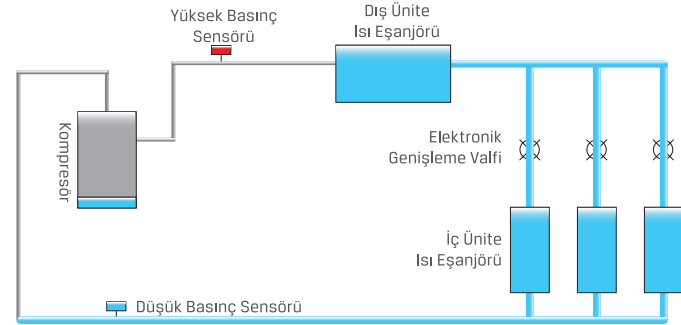 Yüksek Basınç
Sensörü
Dış Ünite
Isı Eşanjörü
Kompresör
Elektronik
Genişleme Valfi
İç Ünite
Isı Eşanjörü
Düşük Basınç Sensörü